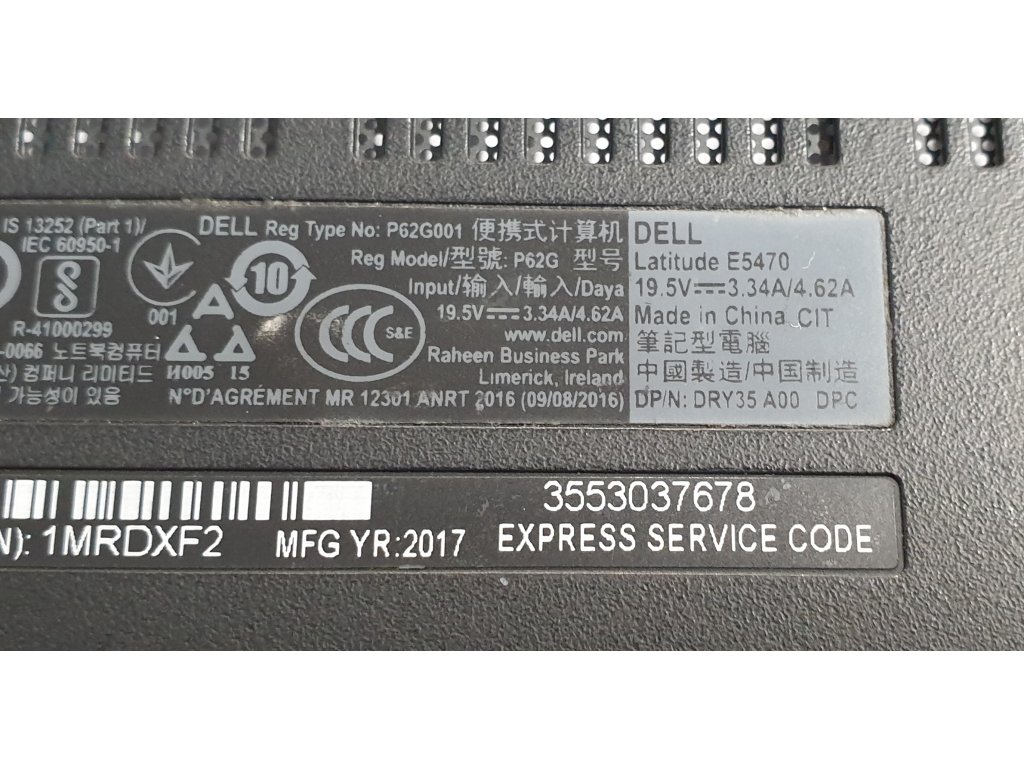 IS 13252 (Part 1)/
IEC 60950-1
R-41000299
-0066 노트북컴퓨터
산) 컴퍼니 리미티드
가능성이 있음
001
10
И005 15
S&E
DELL Reg Type No: P62G001 便携式计算机
Reg Model/型號: P62G 型号
Input/输入/輸入/Daya
19.5V⎓3.34A/4.62A
www.dell.com
Raheen Business Park
Limerick, Ireland
N°D'AGRÉMENT MR 12301 ANRT 2016 (09/08/2016)
DELL
Latitude E5470
19.5V⎓3.34A/4.62A
Made in China CIT
筆記型電腦
中國製造/中国制造
DP/N: DRY35 A00 DPC
N): 1MRDXF2 MFG YR:2017
3553037678
EXPRESS SERVICE CODE